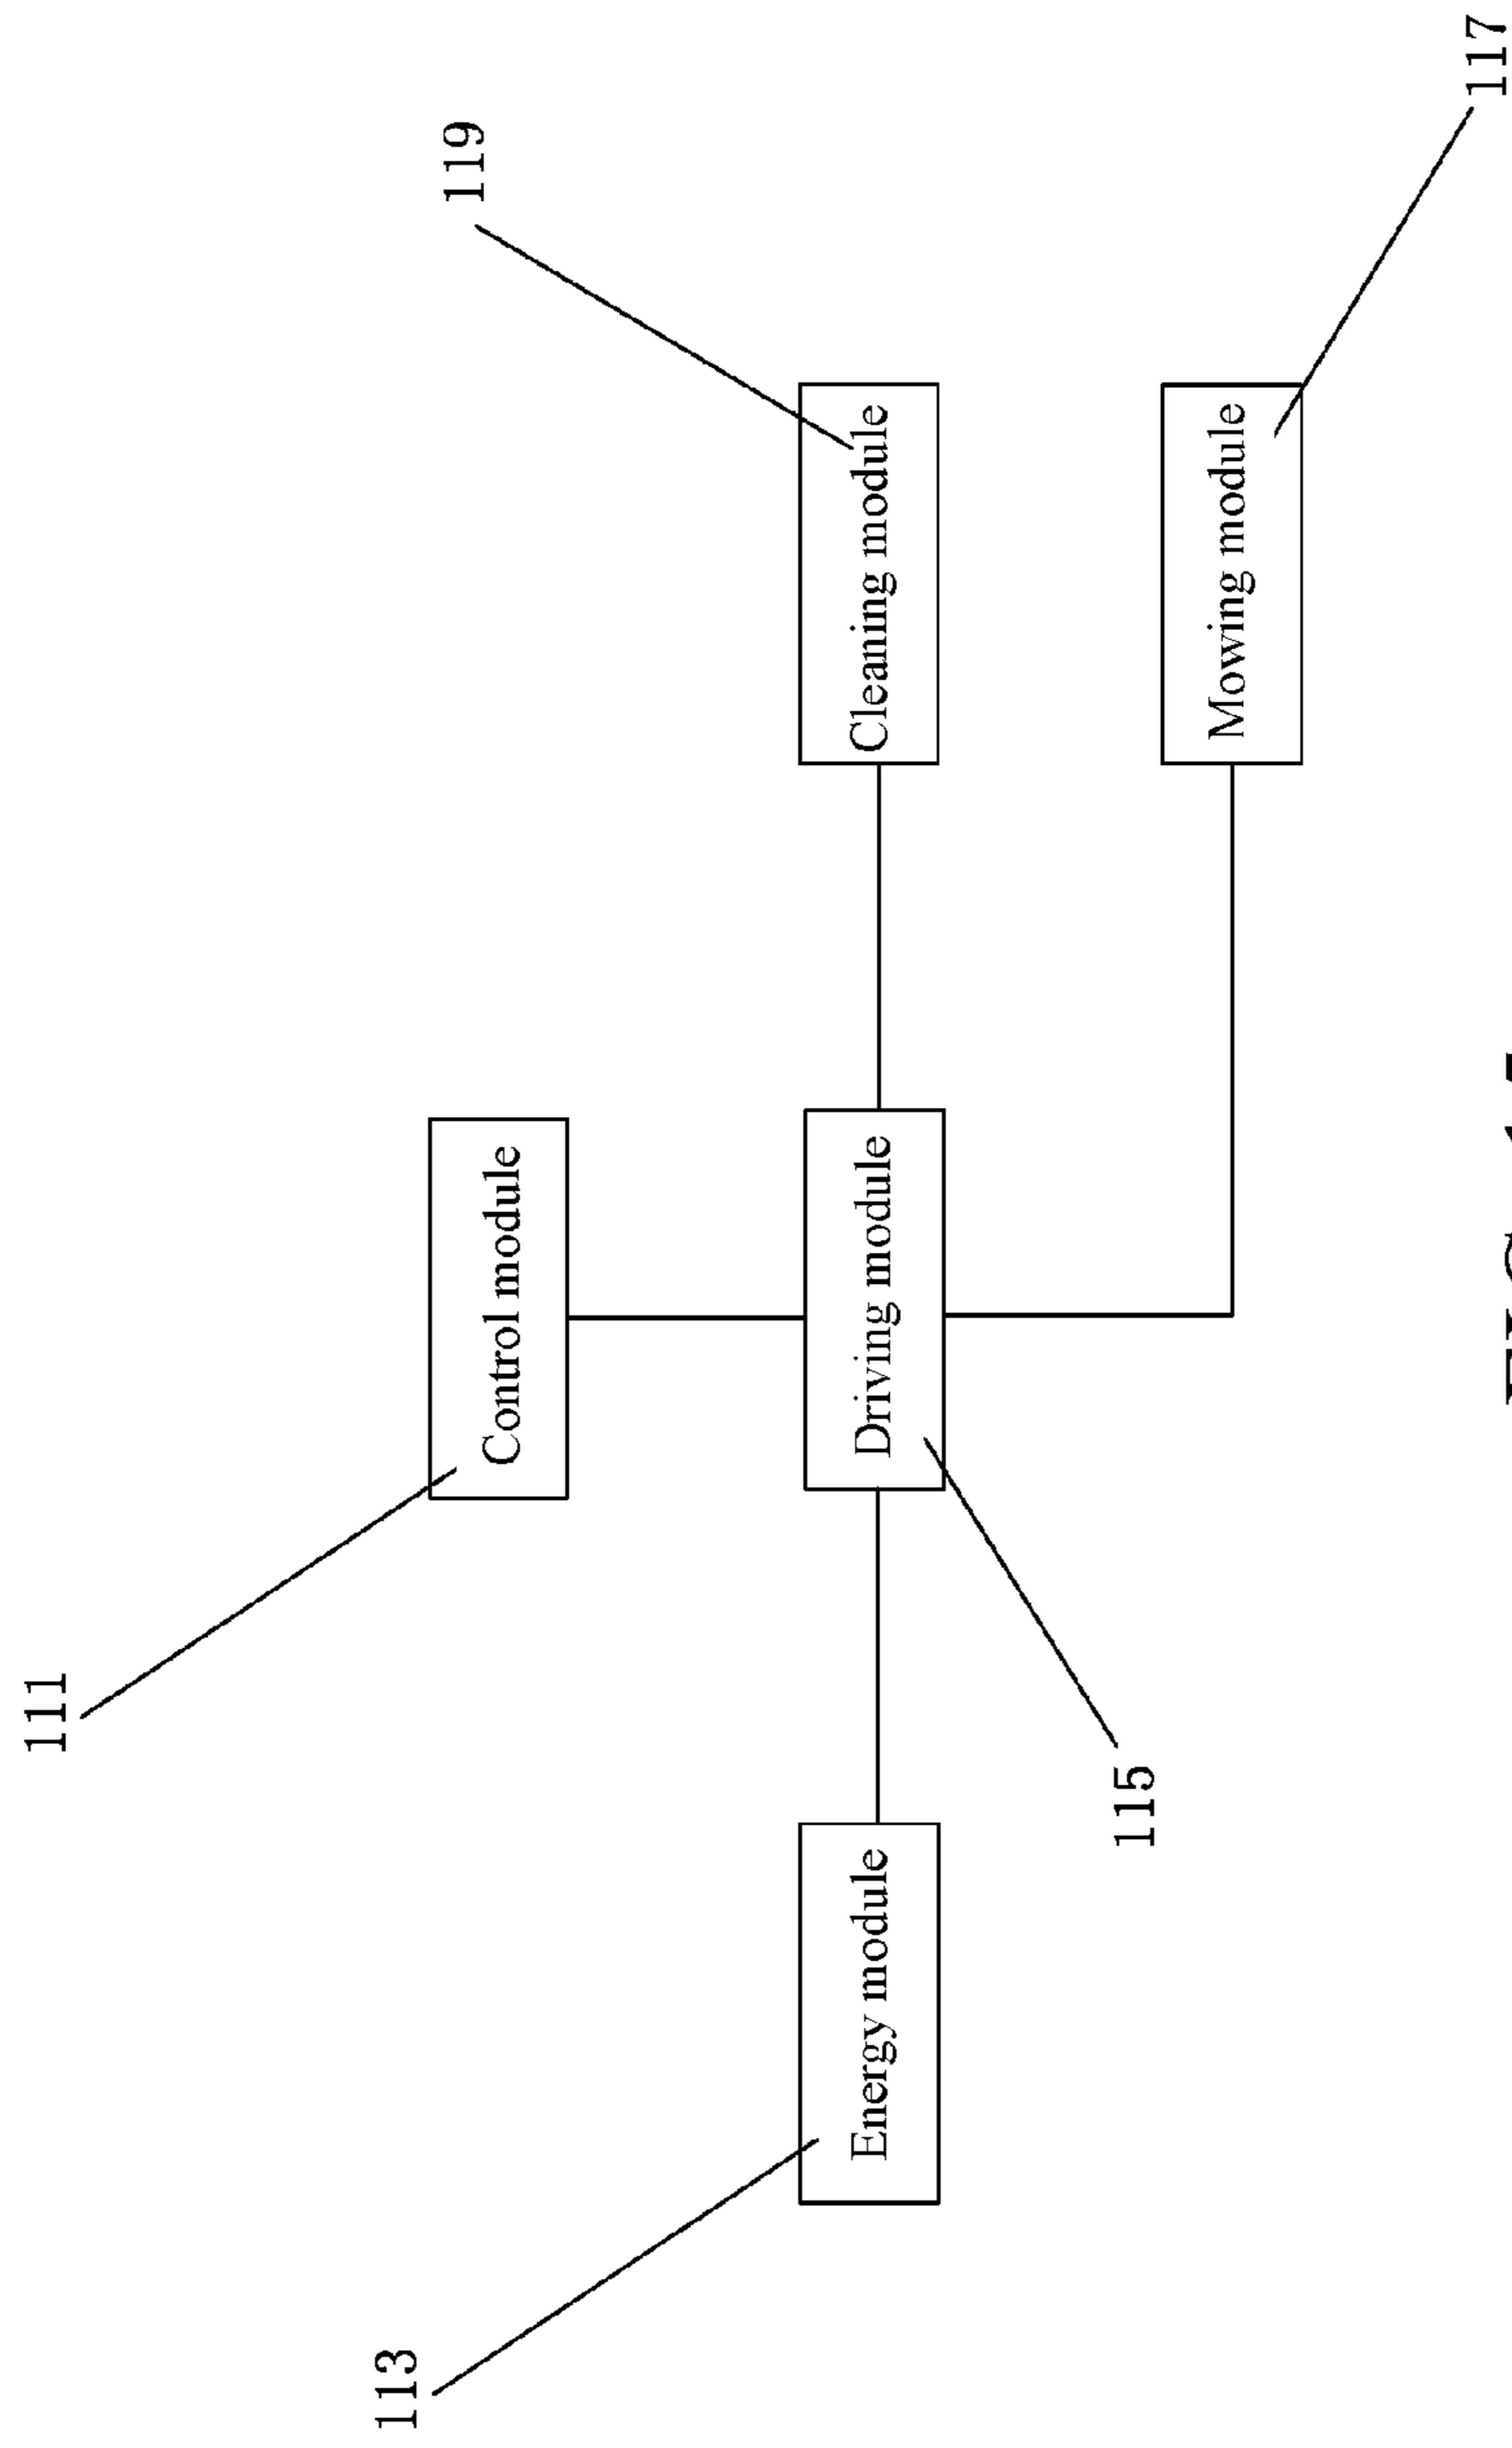 111
Control module
119
113
Energy module
Driving module
Cleaning module
115
Mowing module
117